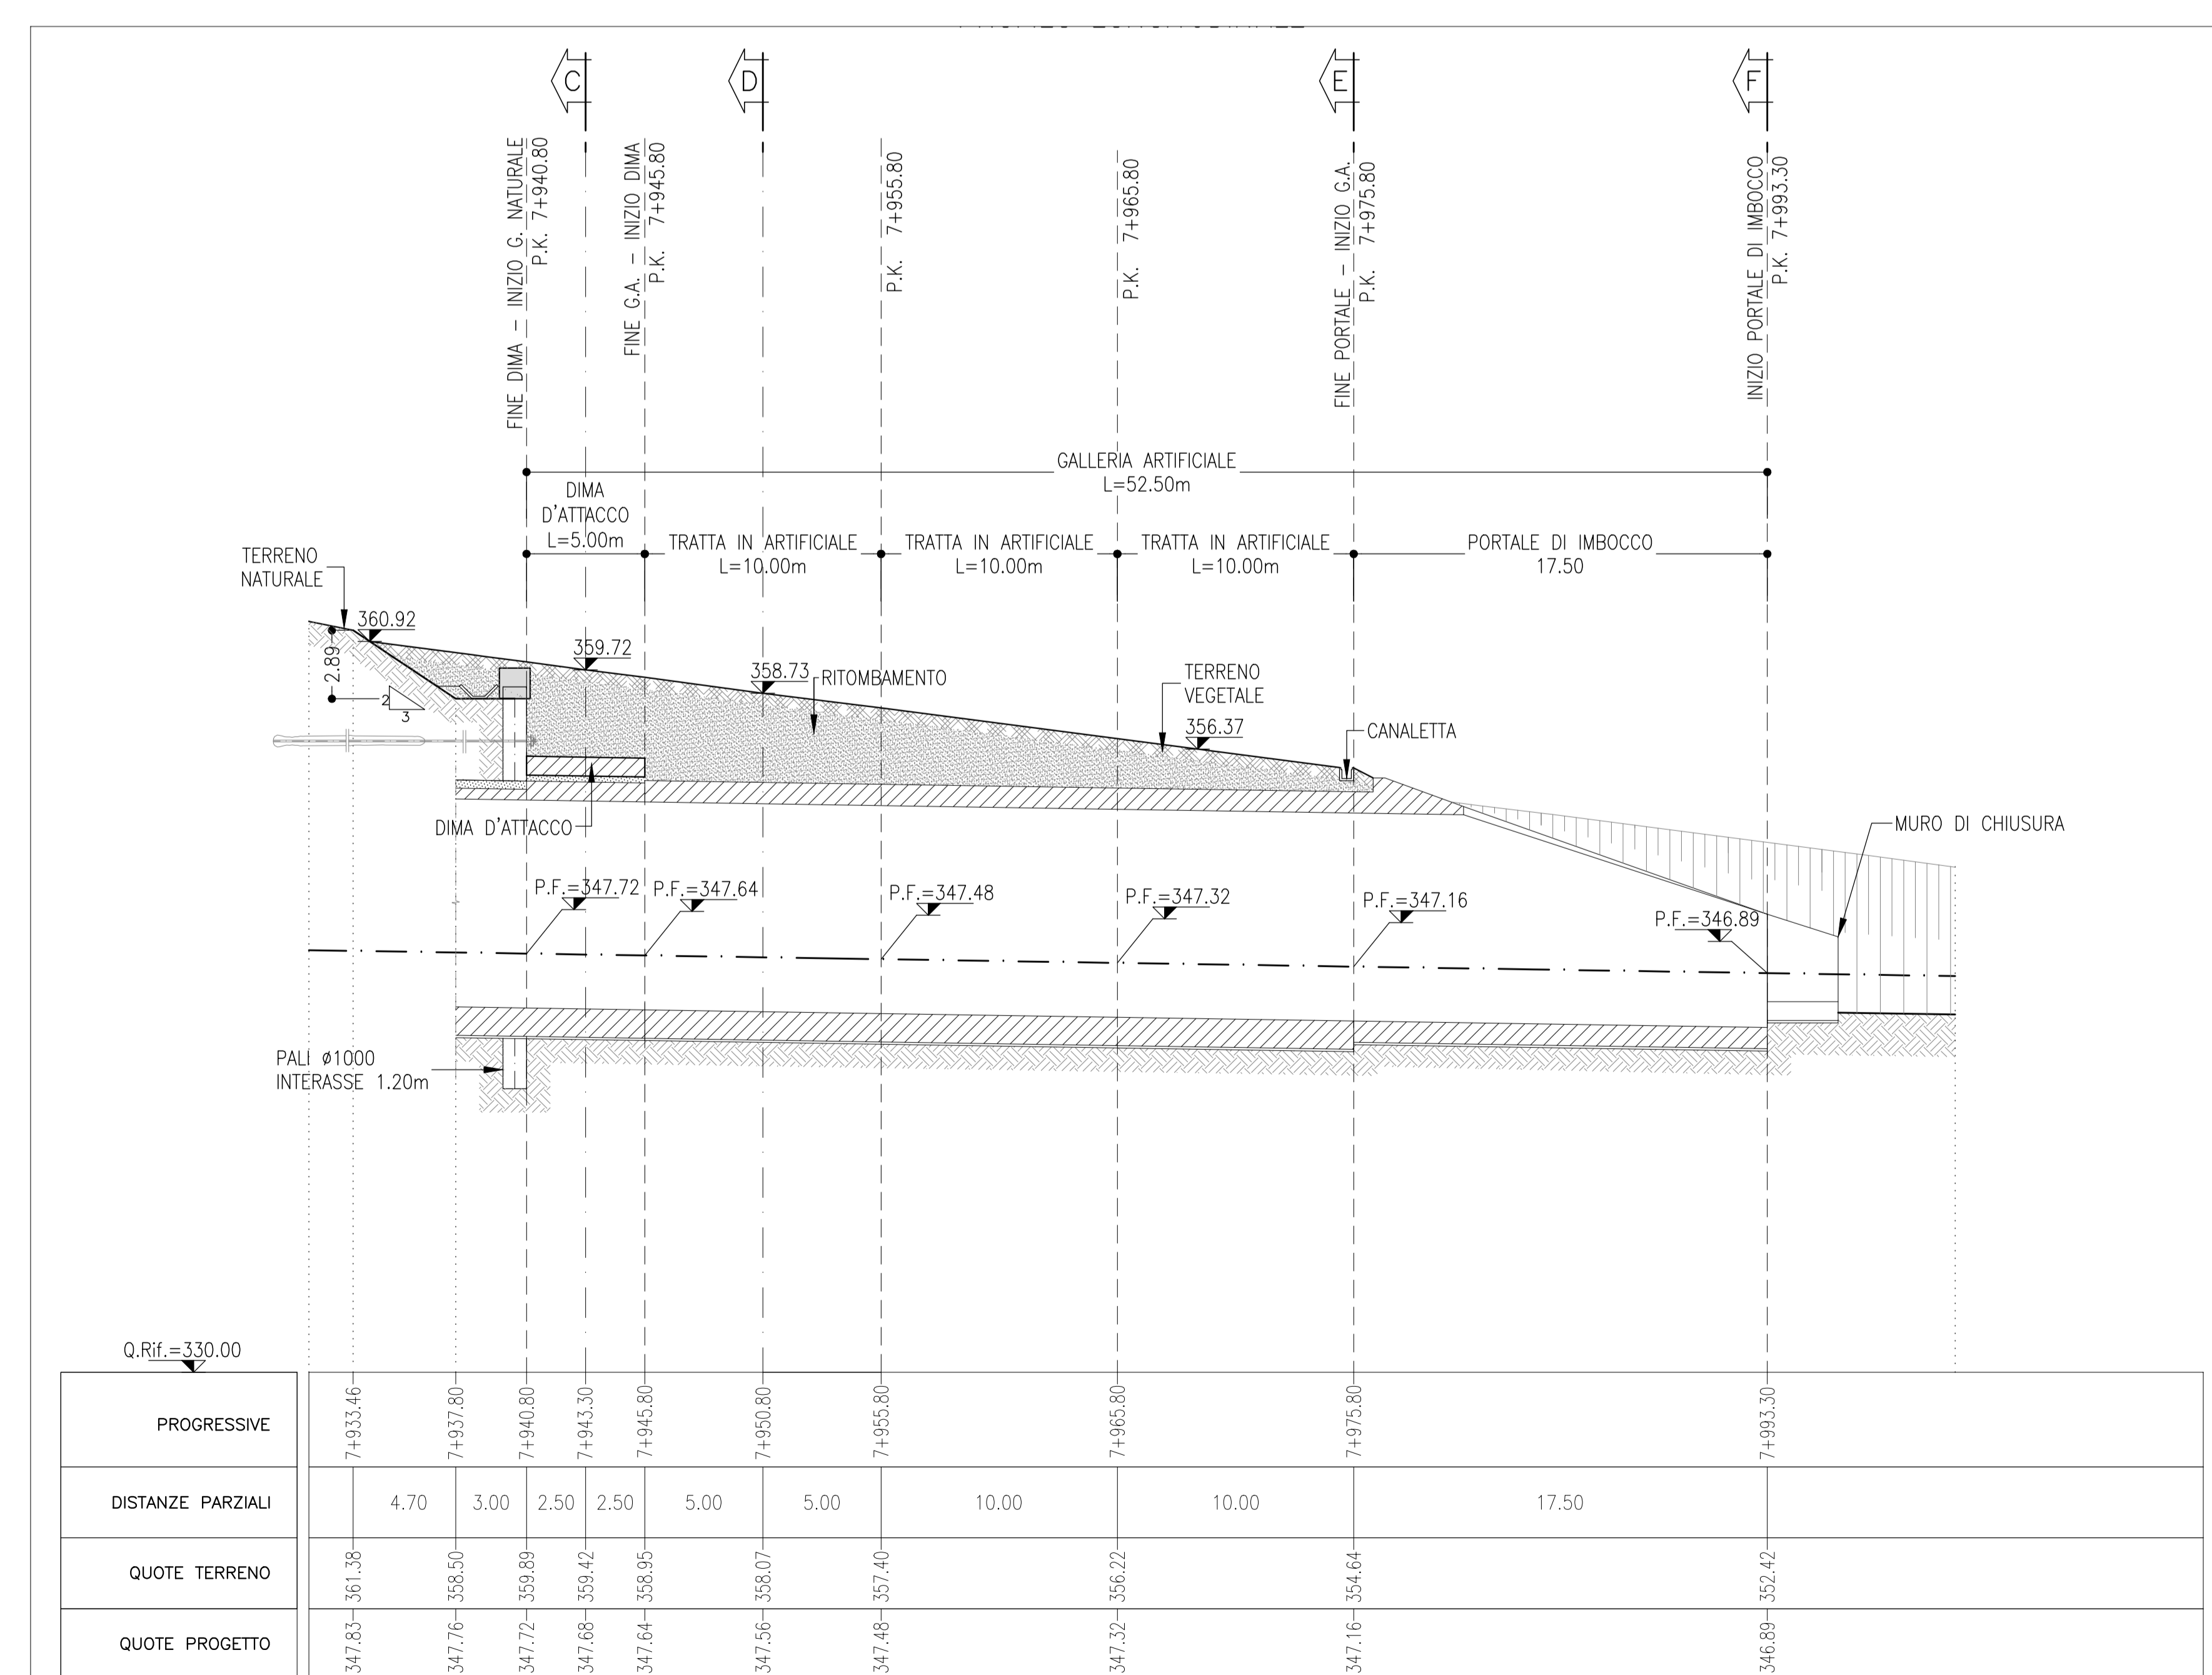 C
D
E
F
FINE DIMA - INIZIO G. NATURALE
P.K. 7+940.80
FINE G.A. - INIZIO DIMA
P.K. 7+945.80
P.K. 7+955.80
P.K. 7+965.80
FINE PORTALE - INIZIO G.A.
P.K. 7+975.80
INIZIO PORTALE DI IMBOCCO
P.K. 7+993.30
GALLERIA ARTIFICIALE
L=52.50m
DIMA
D'ATTACCO
L=5.00m
TRATTA IN ARTIFICIALE
L=10.00m
TRATTA IN ARTIFICIALE
L=10.00m
TRATTA IN ARTIFICIALE
L=10.00m
PORTALE DI IMBOCCO
17.50
TERRENO
NATURALE
360.92
2.89
2
3
359.72
358.73
RITOMBAMENTO
TERRENO
VEGETALE
356.37
CANALETTA
DIMA D'ATTACCO
MURO DI CHIUSURA
P.F.=347.72
P.F.=347.64
P.F.=347.48
P.F.=347.32
P.F.=347.16
P.F.=346.89
PALI ø1000
INTERASSE 1.20m
Q.Rif.=330.00
PROGRESSIVE
7+933.46
7+937.80
7+940.80
7+943.30
7+945.80
7+950.80
7+955.80
7+965.80
7+975.80
7+993.30
DISTANZE PARZIALI
4.70
3.00
2.50
2.50
5.00
5.00
10.00
10.00
17.50
QUOTE TERRENO
361.38
358.50
359.89
359.42
358.95
358.07
357.40
356.22
354.64
352.42
QUOTE PROGETTO
347.83
347.76
347.72
347.68
347.64
347.56
347.48
347.32
347.16
346.89